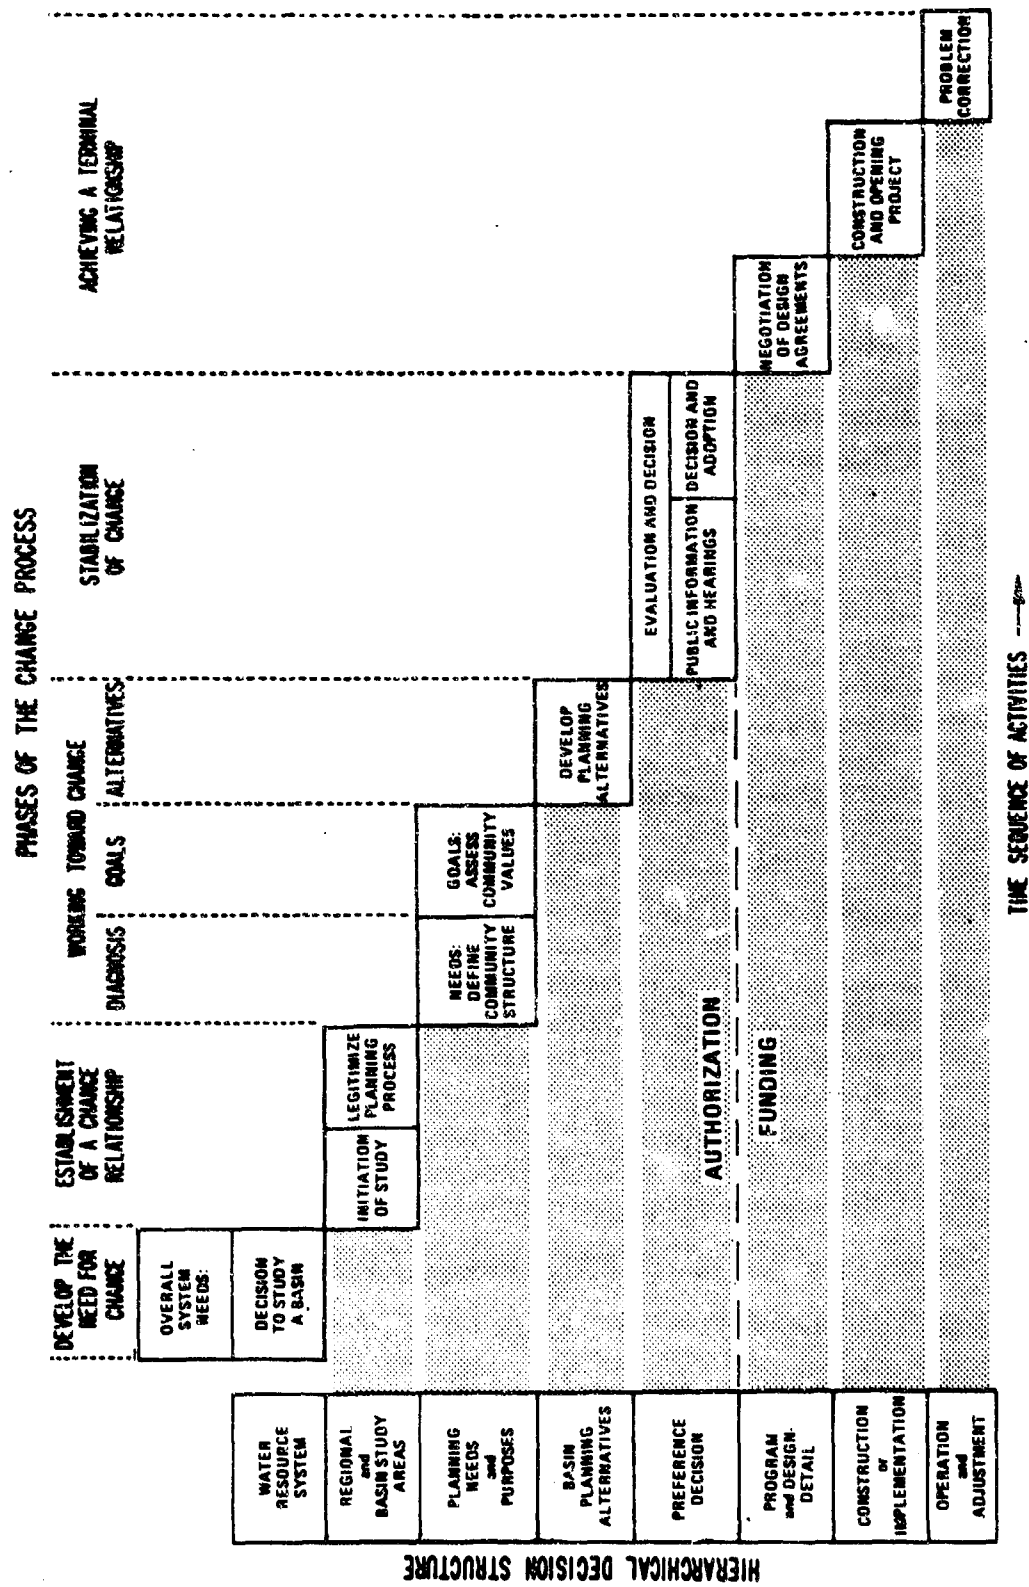 PHASES OF THE CHANGE PROCESS
DEVELOP THE
NEED FOR
CHANGE
ESTABLISHMENT
OF A CHANGE
RELATIONSHIP
WORKING TOWARD CHANGE
DIAGNOSIS
GOALS
ALTERNATIVES
STABILIZATION
OF CHANGE
ACHIEVING A TERMINAL
RELATIONSHIP
HIERARCHICAL DECISION STRUCTURE
WATER
RESOURCE
SYSTEM
OVERALL
SYSTEM
NEEDS:
DECISION
TO STUDY
A BASIN
REGIONAL
and
BASIN STUDY
AREAS
INITIATION
OF STUDY
LEGITIMIZE
PLANNING
PROCESS
PLANNING
NEEDS
and
PURPOSES
NEEDS:
DEFINE
COMMUNITY
STRUCTURE
GOALS:
ASSESS
COMMUNITY
VALUES
BASIN
PLANNING
ALTERNATIVES
DEVELOP
PLANNING
ALTERNATIVES
PREFERENCE
DECISION
EVALUATION AND DECISION
PUBLIC INFORMATION
AND HEARINGS
DECISION AND
ADOPTION
AUTHORIZATION
FUNDING
PROGRAM
and DESIGN-
DETAIL
NEGOTIATION
OF DESIGN
AGREEMENTS
CONSTRUCTION
or
IMPLEMENTATION
CONSTRUCTION
AND OPENING
PROJECT
OPERATION
and
ADJUSTMENT
PROBLEM
CORRECTION
TIME SEQUENCE OF ACTIVITIES